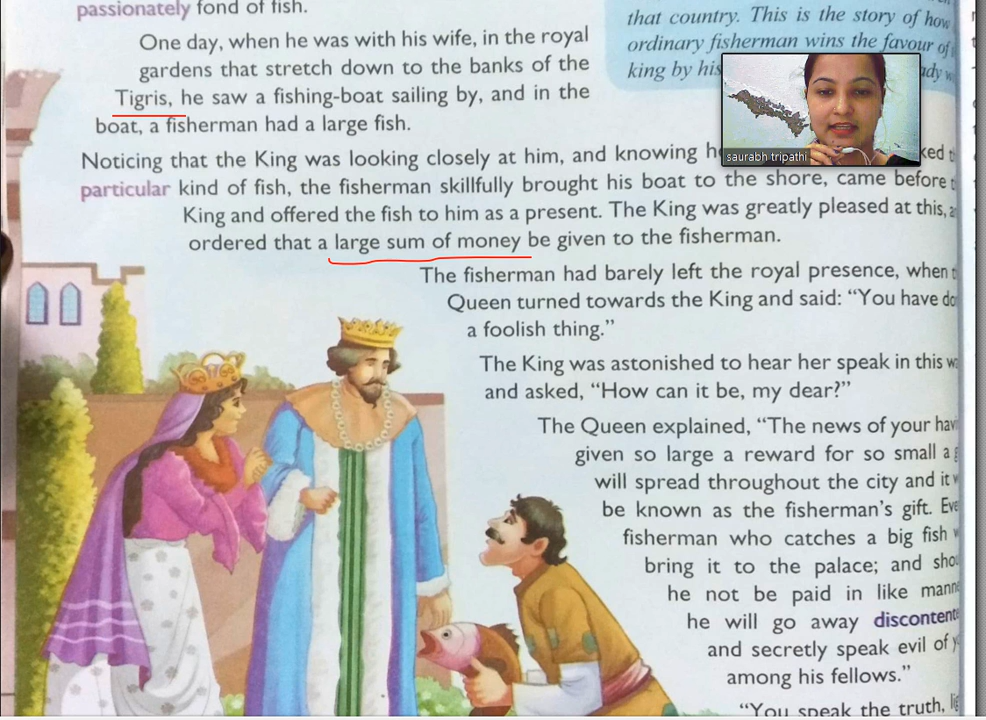 passionately fond of fish.
that country. This is the story of how
ordinary fisherman wins the favour of
king by his
One day, when he was with his wife, in the royal
gardens that stretch down to the banks of the
Tigris, he saw a fishing-boat sailing by, and in the
boat, a fisherman had a large fish.
saurabh tripathi
Noticing that the King was looking closely at him, and knowing
particular kind of fish, the fisherman skillfully brought his boat to the shore, came before
King and offered the fish to him as a present. The King was greatly pleased at this,
ordered that a large sum of money be given to the fisherman.
The fisherman had barely left the royal presence, when
Queen turned towards the King and said: “You have
a foolish thing.”
The King was astonished to hear her speak in this
and asked, “How can it be, my dear?”
The Queen explained, “The news of your
given so large a reward for so small a
will spread throughout the city and it
be known as the fisherman’s gift.
fisherman who catches a big fish
bring it to the palace; and
he not be paid in like
he will go away
and secretly speak evil of
among his fellows.”
“You speak the truth,